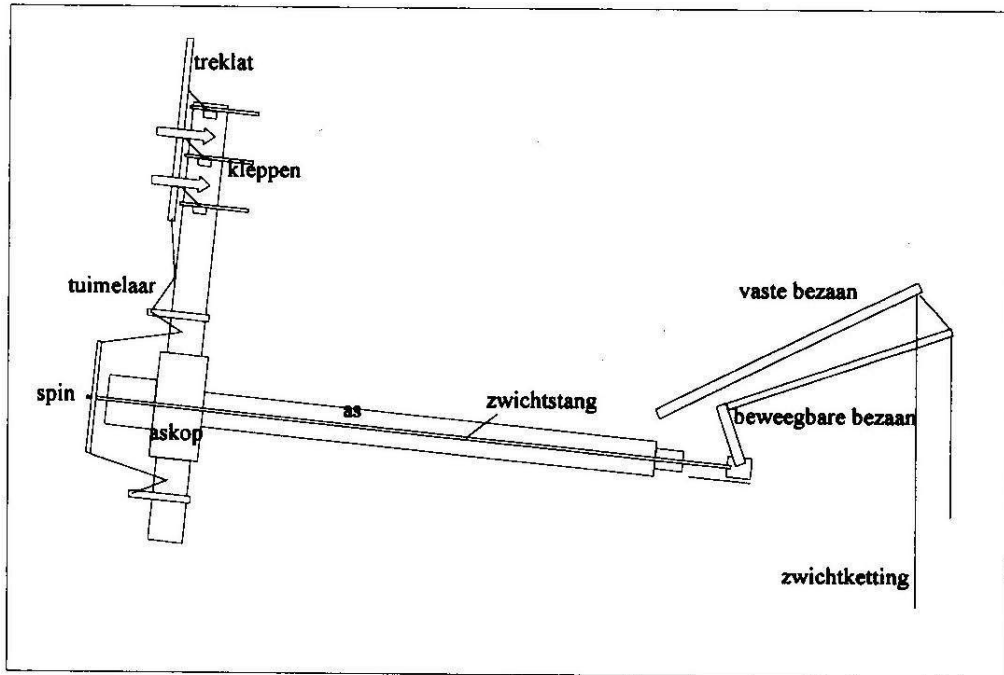 treklat
kleppen
tuimelaar
vaste bezaan
spin
as
zwichtstang
beweegbare bezaan
askop
zwichtketting